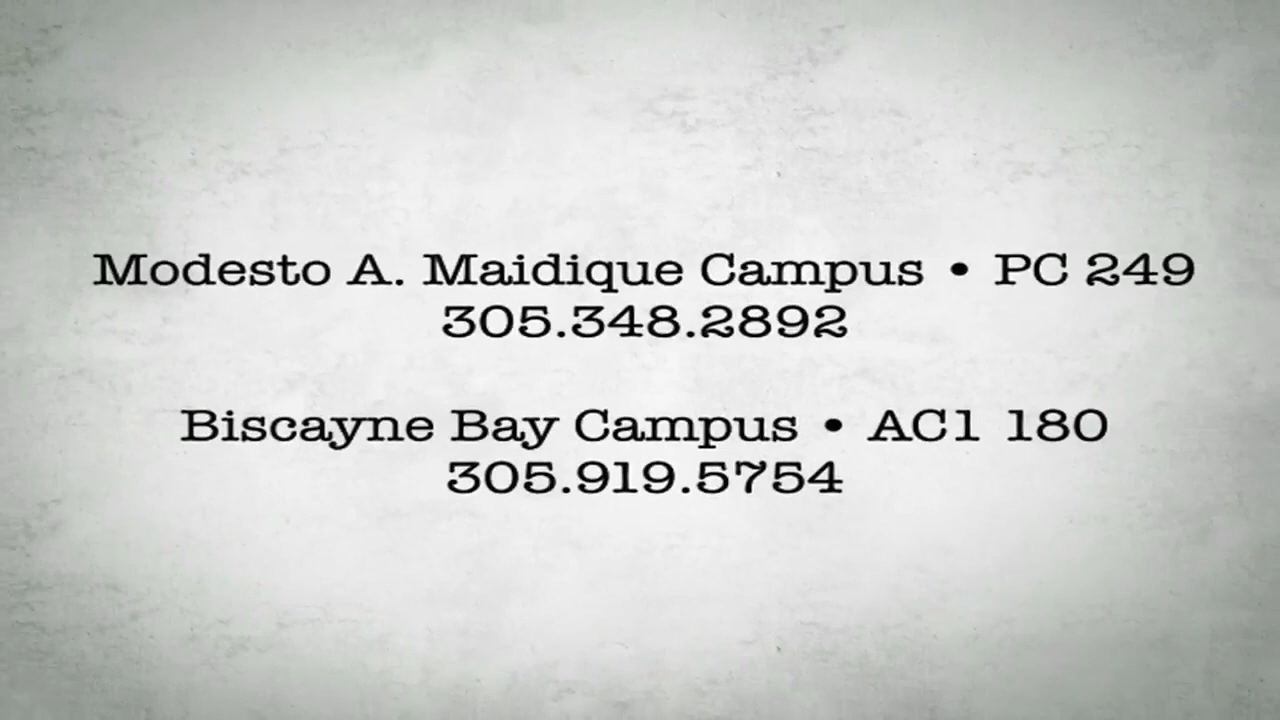 Modesto A. Maidique Campus • PC 249
305.348.2892
Biscayne Bay Campus • AC1 180
305.919.5754